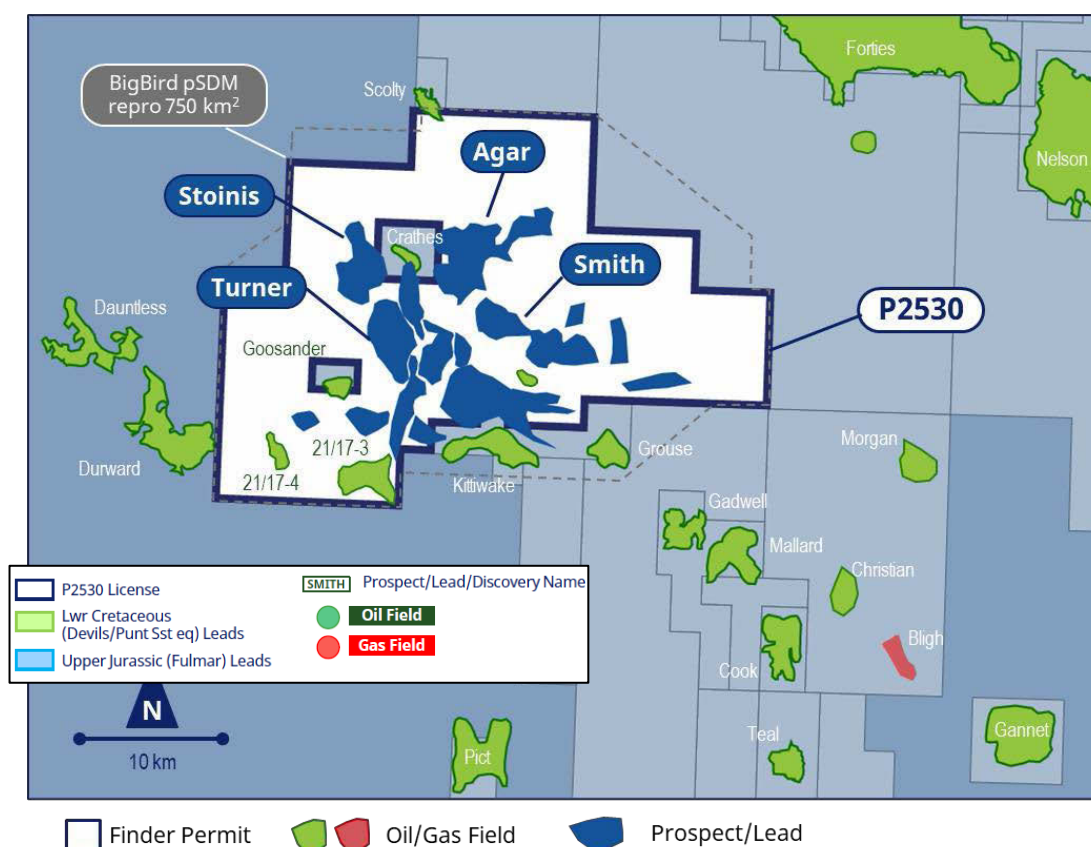 Forties
BigBird pSDM
repro 750 km²
Scolty
Agar
Nelson
Stoinis
Crathes
Smith
Turner
P2530
Dauntless
Goosander
21/17-3
Morgan
Grouse
Durward
21/17-4
Kittiwake
Gadwell
Mallard
Christian
P2530 License
SMITH Prospect/Lead/Discovery Name
Lwr Cretaceous
(Devils/Punt Sst eq) Leads
Oil Field
Upper Jurassic (Fulmar) Leads
Gas Field
Bligh
Cook
N
10 km
Pict
Teal
Gannet
Finder Permit
Oil/Gas Field
Prospect/Lead